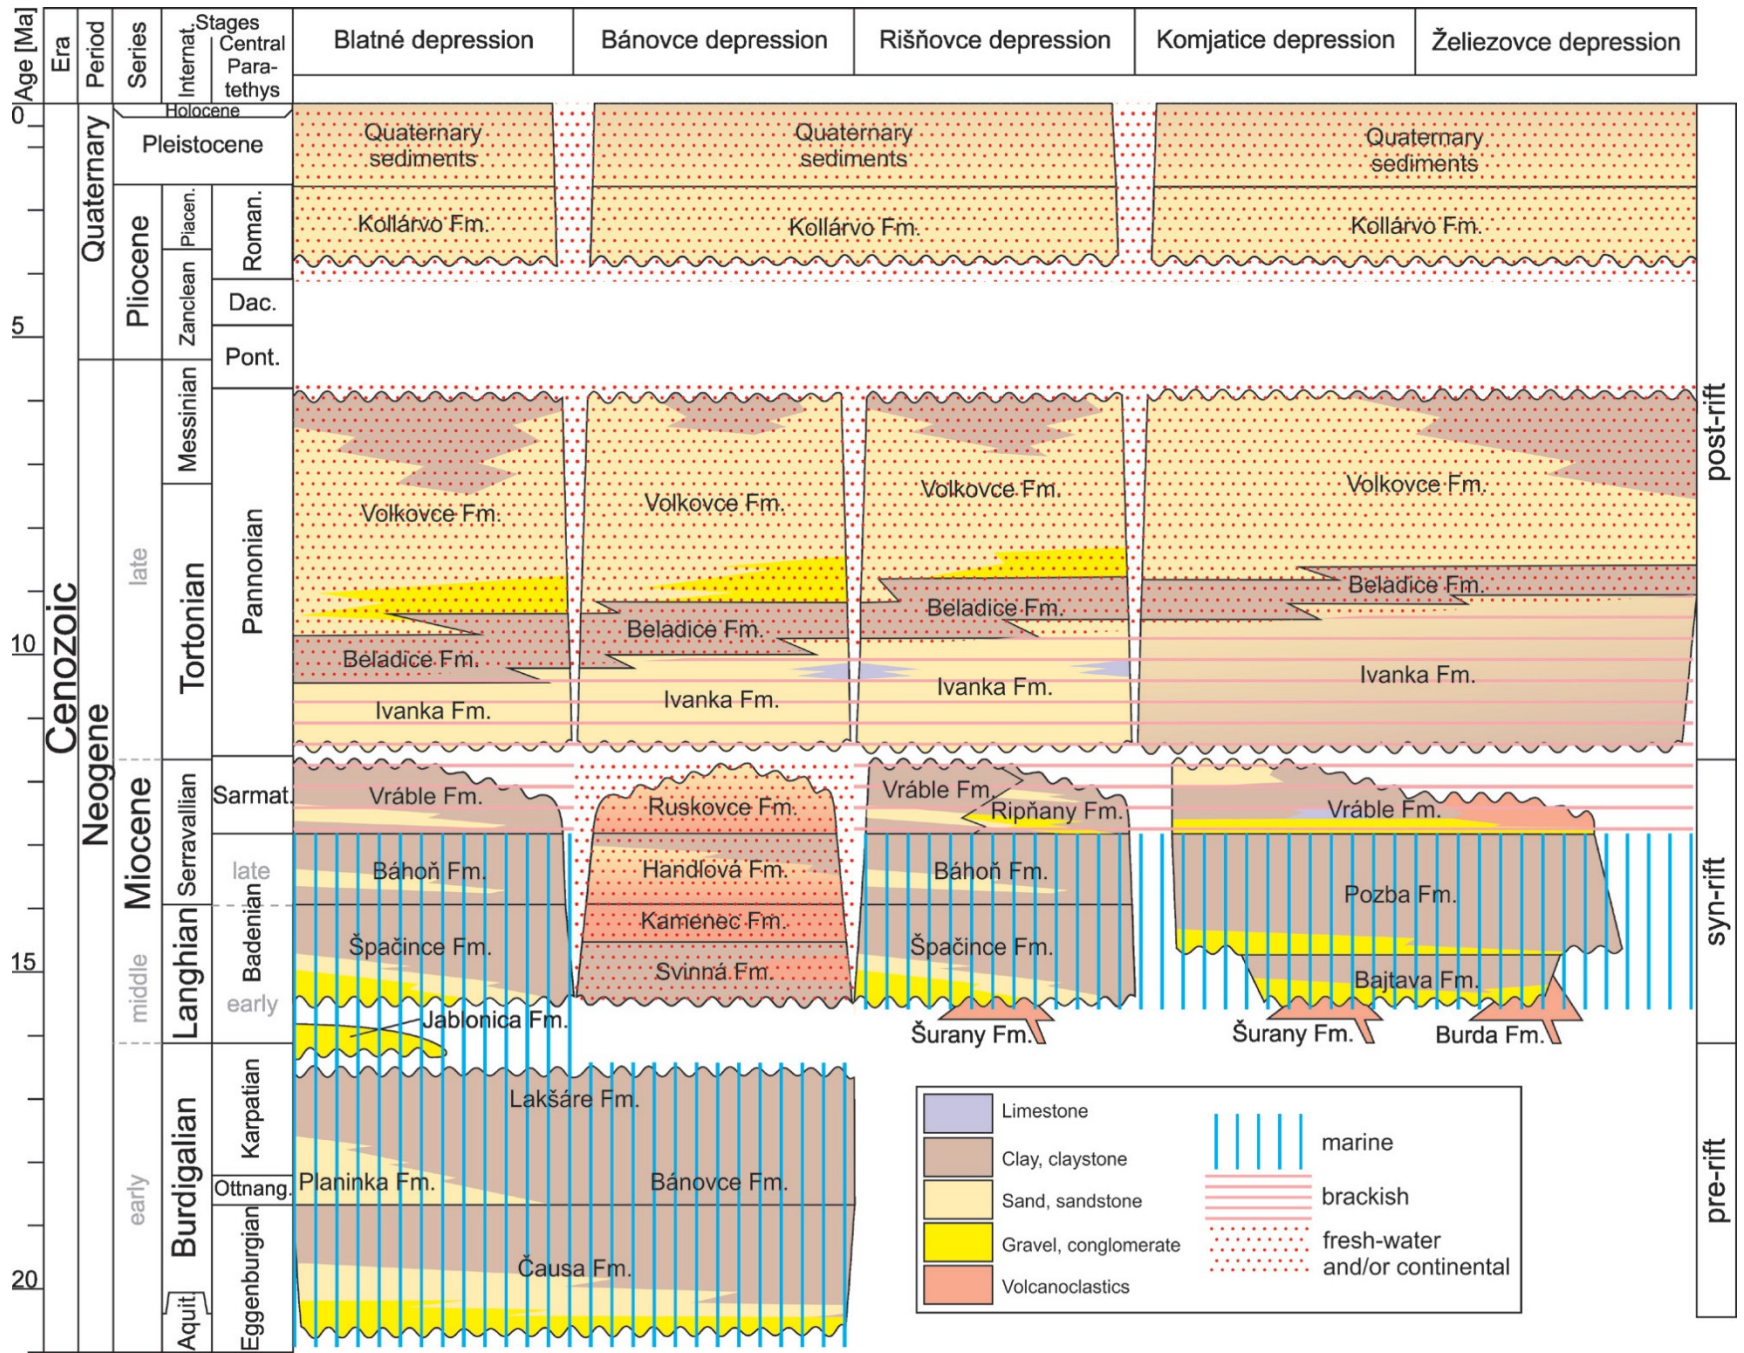 Age [Ma]
Era
Period
Series
Stages
Internat.
Central
Para-
tethys
Blatné depression
Bánovce depression
Rišňovce depression
Komjatice depression
Želiezovce depression
0
5
10
15
20
Cenozoic
Quaternary
Neogene
Holocene
Pleistocene
Pliocene
Miocene
late
middle
early
Piacen.
Zanclean
Messinian
Tortonian
Serravallian
Langhian
Burdigalian
Aquit.
Roman.
Dac.
Pont.
Pannonian
Sarmat.
late
Badenian
early
Karpatian
Ottnang.
Eggenburgian
Quaternary
sediments
Quaternary
sediments
Quaternary
sediments
Kollárvo Fm.
Kollárvo Fm.
Kollárvo Fm.
Volkovce Fm.
Volkovce Fm.
Volkovce Fm.
Volkovce Fm.
Beladice Fm.
Beladice Fm.
Beladice Fm.
Beladice Fm.
Ivanka Fm.
Ivanka Fm.
Ivanka Fm.
Ivanka Fm.
Vráble Fm.
Ruskovce Fm.
Vráble Fm.
Ripňany Fm.
Vráble Fm.
Báhoň Fm.
Handlová Fm.
Báhoň Fm.
Pozba Fm.
Kamenec Fm.
Špačince Fm.
Svinná Fm.
Špačince Fm.
Bajtava Fm.
Jablonica Fm.
Šurany Fm.
Šurany Fm.
Burda Fm.
Lakšáre Fm.
Planinka Fm.
Bánovce Fm.
Čausa Fm.
post-rift
syn-rift
pre-rift
Limestone
Clay, claystone
Sand, sandstone
Gravel, conglomerate
Volcanoclastics
marine
brackish
fresh-water
and/or continental